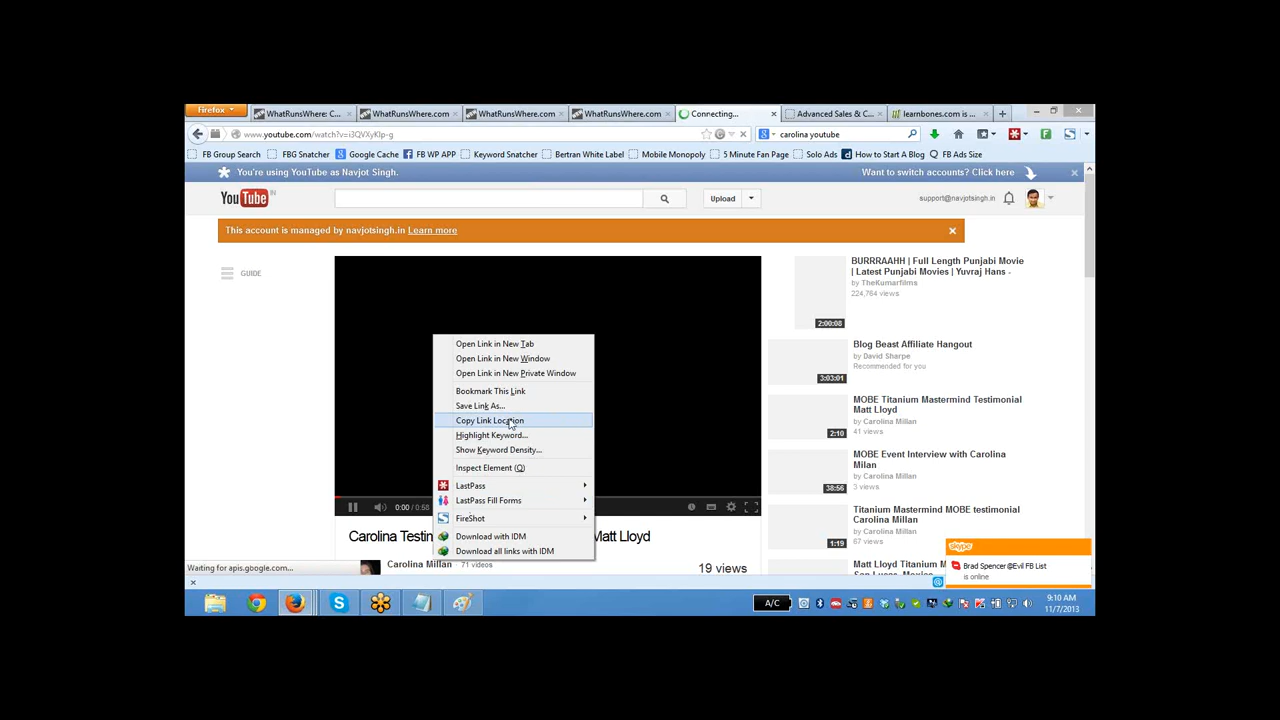 Firefox
WhatRunsWhere: C...
WhatRunsWhere.com
WhatRunsWhere.com
WhatRunsWhere.com
Connecting...
Advanced Sales & C...
learnbones.com is ...
www.youtube.com/watch?v=i3QVXyKlp-g
carolina youtube
FB Group Search
FBG Snatcher
Google Cache
FB WP APP
Keyword Snatcher
Bertran White Label
Mobile Monopoly
5 Minute Fan Page
Solo Ads
How to Start A Blog
FB Ads Size
You're using YouTube as Navjot Singh.
Want to switch accounts? Click here
YouTube IN
Upload
support@navjotsingh.in
This account is managed by navjotsingh.in Learn more
GUIDE
Open Link in New Tab
Open Link in New Window
Open Link in New Private Window
Bookmark This Link
Save Link As...
Copy Link Location
Highlight Keyword...
Show Keyword Density...
Inspect Element (Q)
LastPass
LastPass Fill Forms
FireShot
Download with IDM
Download all links with IDM
0:00 / 0:58
Carolina Testin
Matt Lloyd
Carolina Millan · 71 videos
19 views
BURRRAAHH | Full Length Punjabi Movie
| Latest Punjabi Movies | Yuvraj Hans -
by TheKumarfilms
224,764 views
2:00:08
Blog Beast Affiliate Hangout
by David Sharpe
Recommended for you
3:03:01
MOBE Titanium Mastermind Testimonial
Matt Lloyd
by Carolina Millan
41 views
2:10
MOBE Event Interview with Carolina
Milan
by Carolina Millan
3 views
38:56
Titanium Mastermind MOBE testimonial
Carolina Millan
by Carolina Millan
67 views
1:19
Matt Lloyd Titanium M
skype
Brad Spencer @Evil FB List
is online
Waiting for apis.google.com...
A/C
9:10 AM
11/7/2013